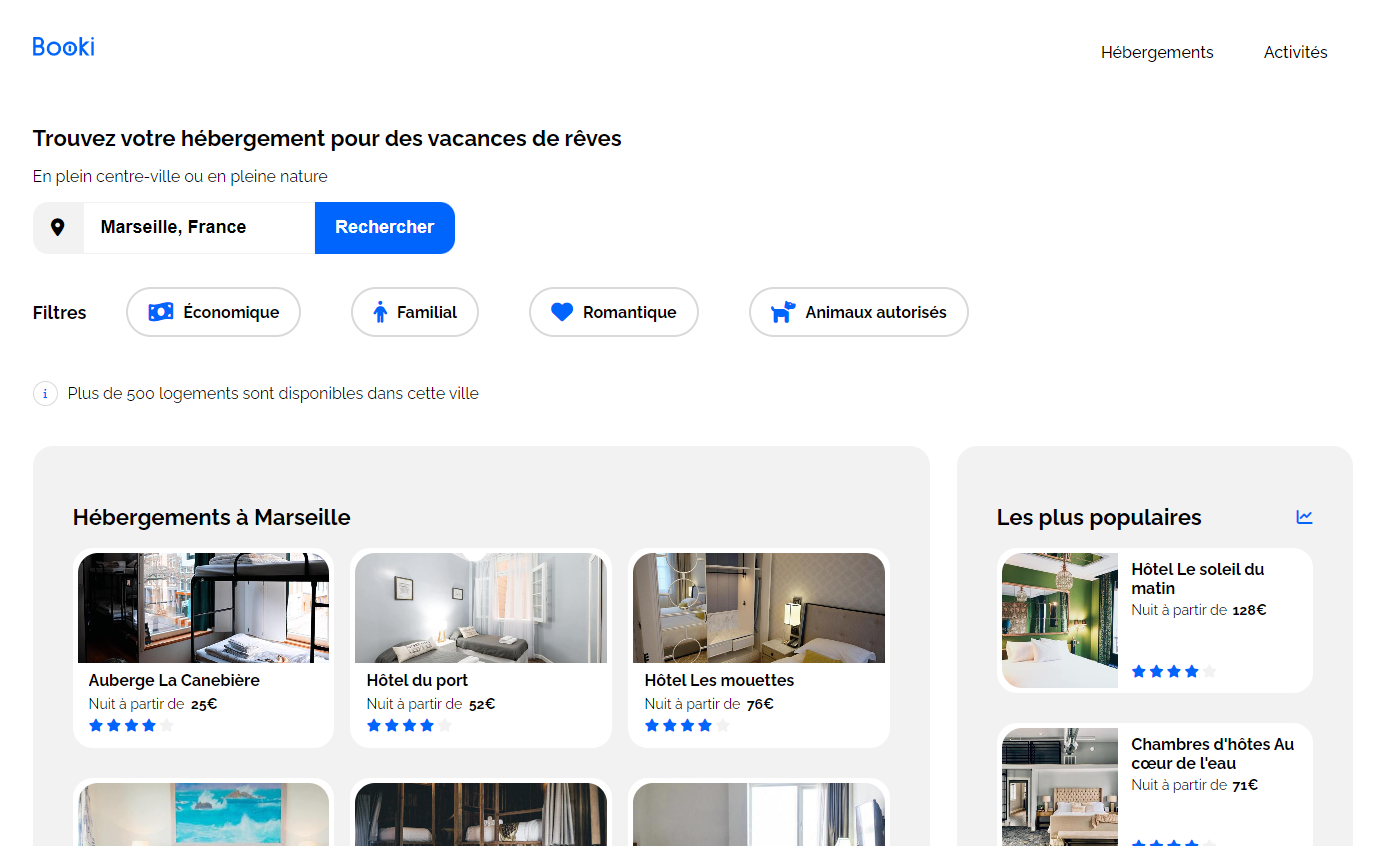 Booki
Hébergements
Activités
Trouvez votre hébergement pour des vacances de rêves
En plein centre-ville ou en pleine nature
Marseille, France
Rechercher
Filtres
Économique
Familial
Romantique
Animaux autorisés
i
Plus de 500 logements sont disponibles dans cette ville
Hébergements à Marseille
Auberge La Canebière
Nuit à partir de 25€
Hôtel du port
Nuit à partir de 52€
Hôtel Les mouettes
Nuit à partir de 76€
Les plus populaires
Hôtel Le soleil du
matin
Nuit à partir de 128€
Chambres d'hôtes Au
cœur de l'eau
Nuit à partir de 71€